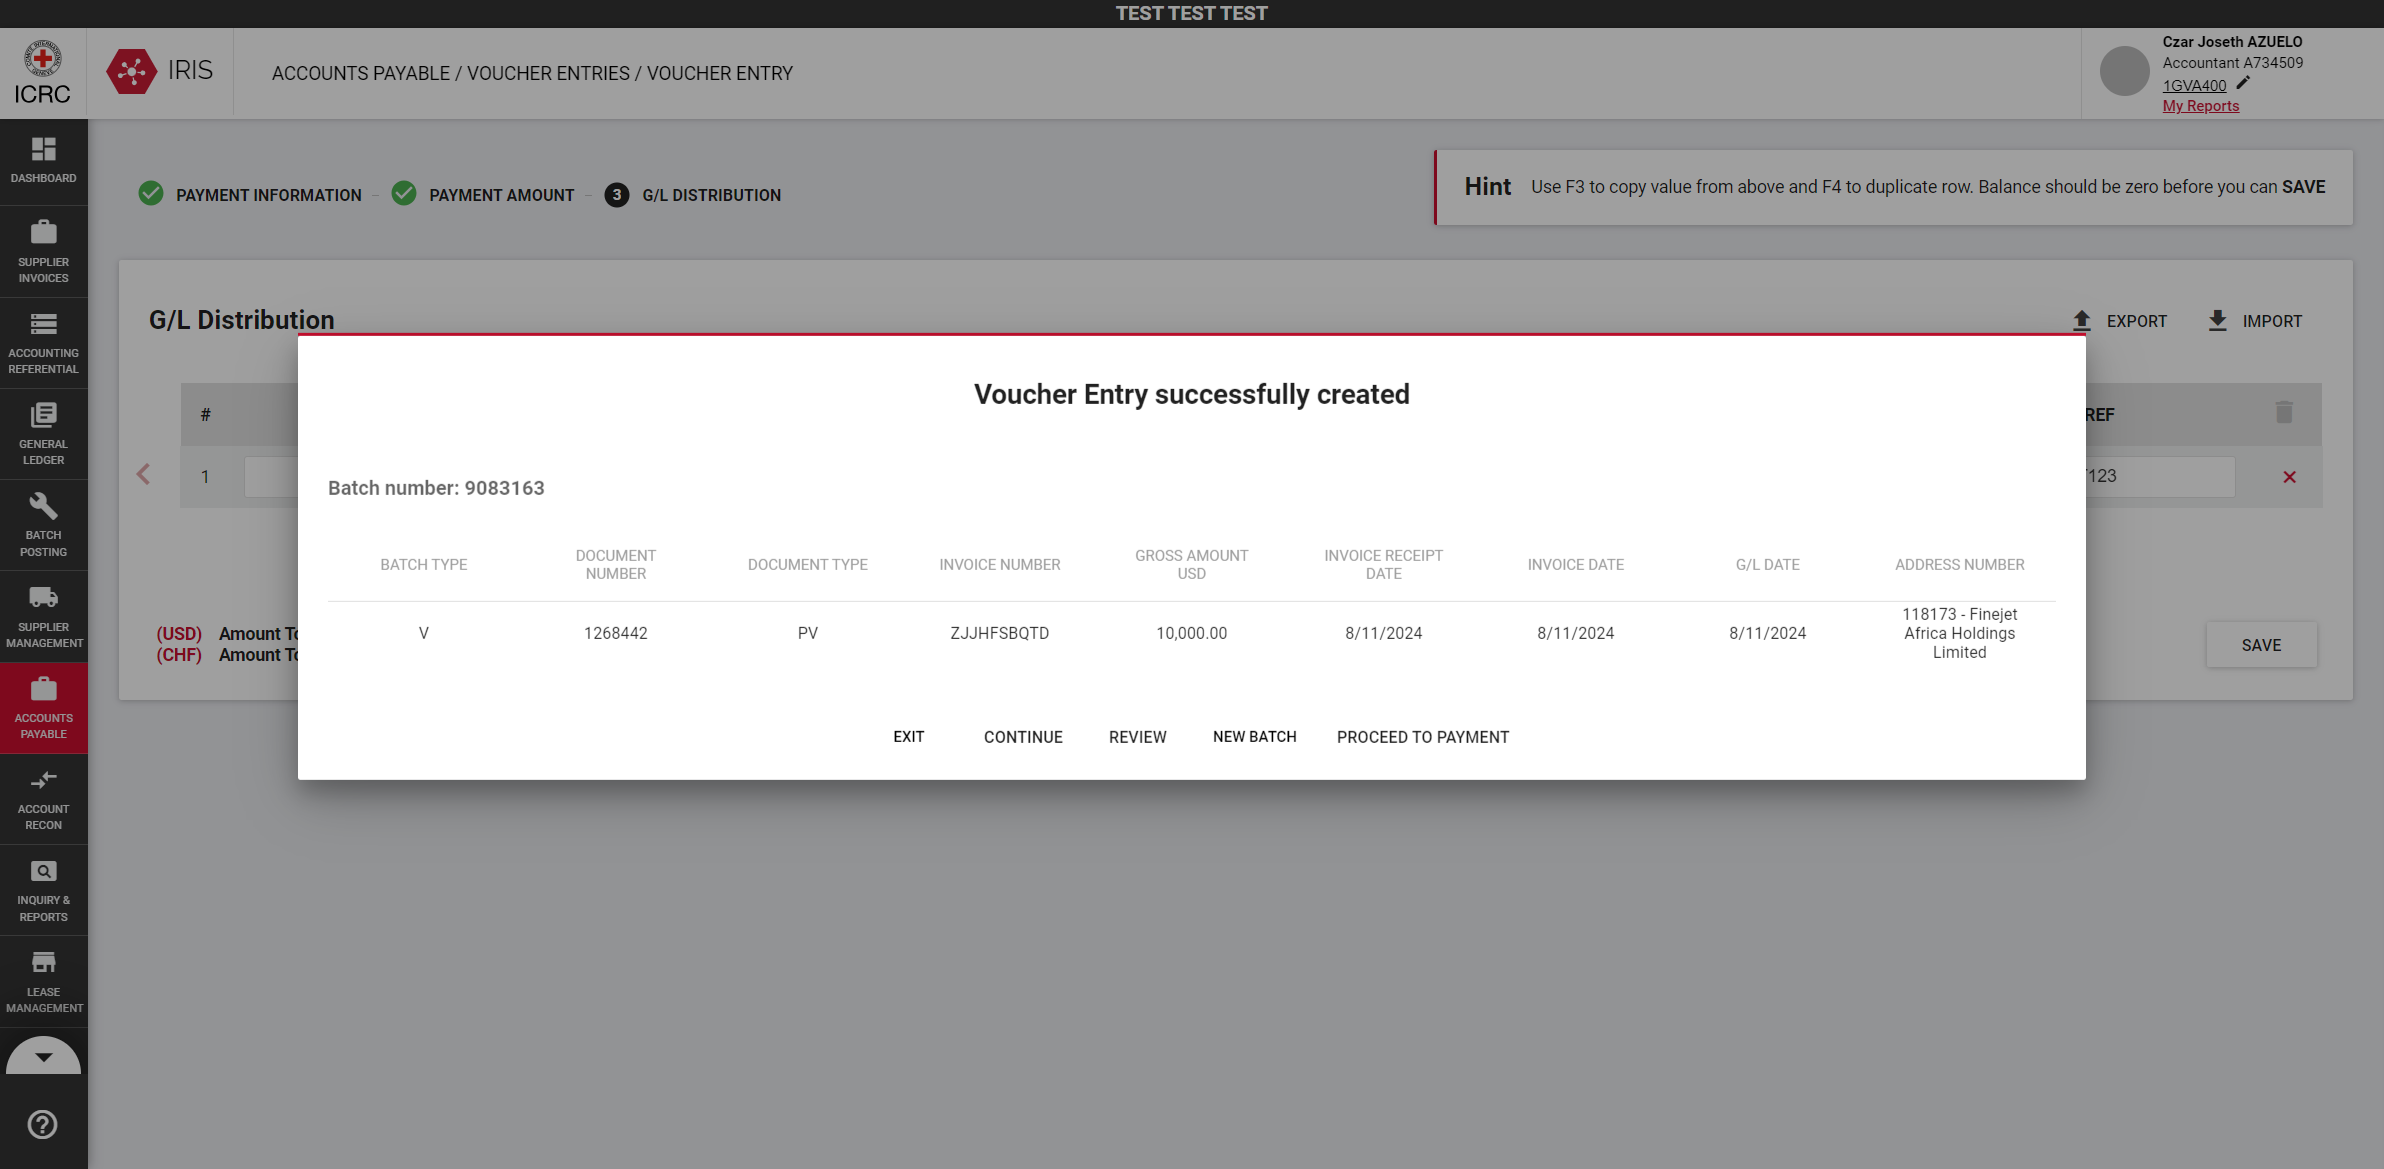 TEST TEST TEST
ICRC
IRIS
ACCOUNTS PAYABLE / VOUCHER ENTRIES / VOUCHER ENTRY
Czar Joseth AZUELO
Accountant A734509
1GVA400
My Reports
DASHBOARD
SUPPLIER
INVOICES
ACCOUNTING
REFERENTIAL
GENERAL
LEDGER
BATCH
POSTING
SUPPLIER
MANAGEMENT
ACCOUNTS
PAYABLE
ACCOUNT
RECON
INQUIRY &
REPORTS
LEASE
MANAGEMENT
PAYMENT INFORMATION
PAYMENT AMOUNT
3 G/L DISTRIBUTION
Hint Use F3 to copy value from above and F4 to duplicate row. Balance should be zero before you can SAVE
G/L Distribution
EXPORT IMPORT
# REF
1 123
(USD) Amount To
(CHF) Amount To
SAVE
Voucher Entry successfully created
Batch number: 9083163
BATCH TYPE DOCUMENT NUMBER DOCUMENT TYPE INVOICE NUMBER GROSS AMOUNT USD INVOICE RECEIPT DATE INVOICE DATE G/L DATE ADDRESS NUMBER
V 1268442 PV ZJJHFSBQTD 10,000.00 8/11/2024 8/11/2024 8/11/2024 118173 - Finejet Africa Holdings Limited
EXIT CONTINUE REVIEW NEW BATCH PROCEED TO PAYMENT